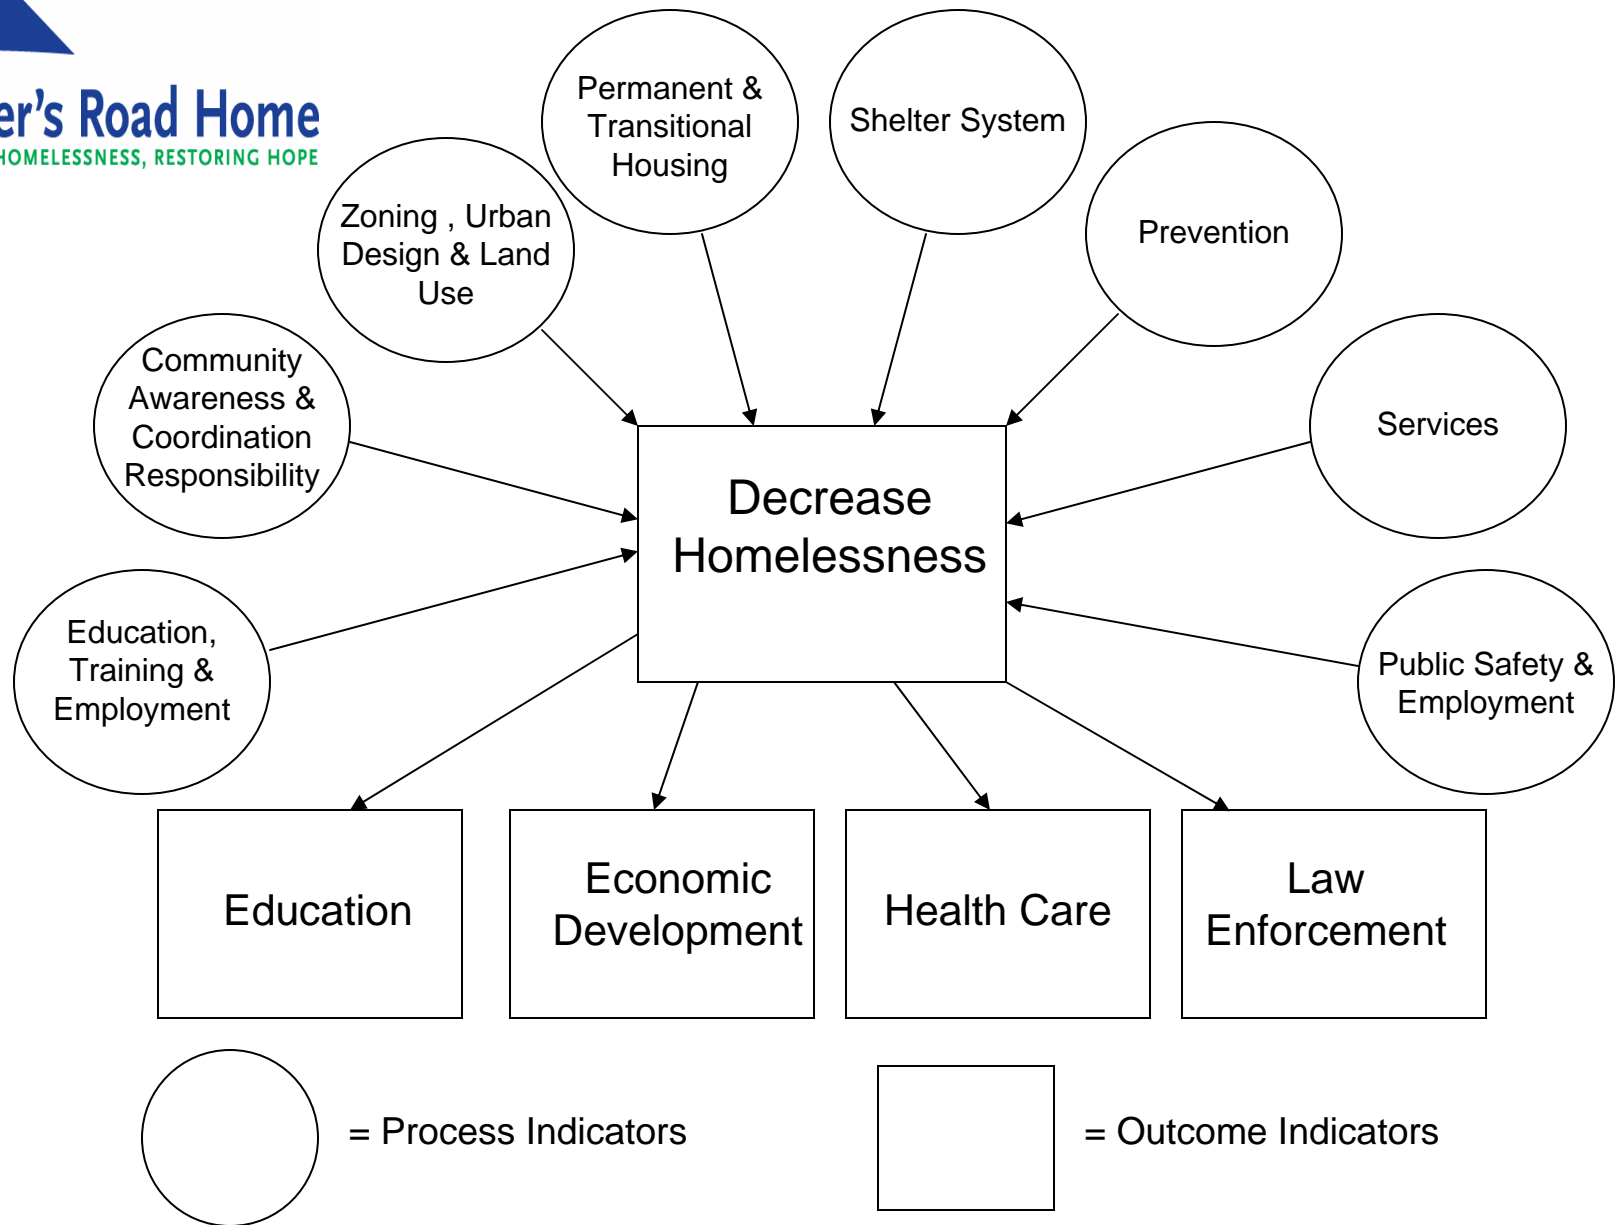 er's Road Home
HOMELESSNESS, RESTORING HOPE
Permanent &
Transitional
Housing
Shelter System
Zoning , Urban
Design & Land
Use
Prevention
Community
Awareness &
Coordination
Responsibility
Services
Decrease
Homelessness
Education,
Training &
Employment
Public Safety &
Employment
Education
Economic
Development
Health Care
Law
Enforcement
= Process Indicators
= Outcome Indicators